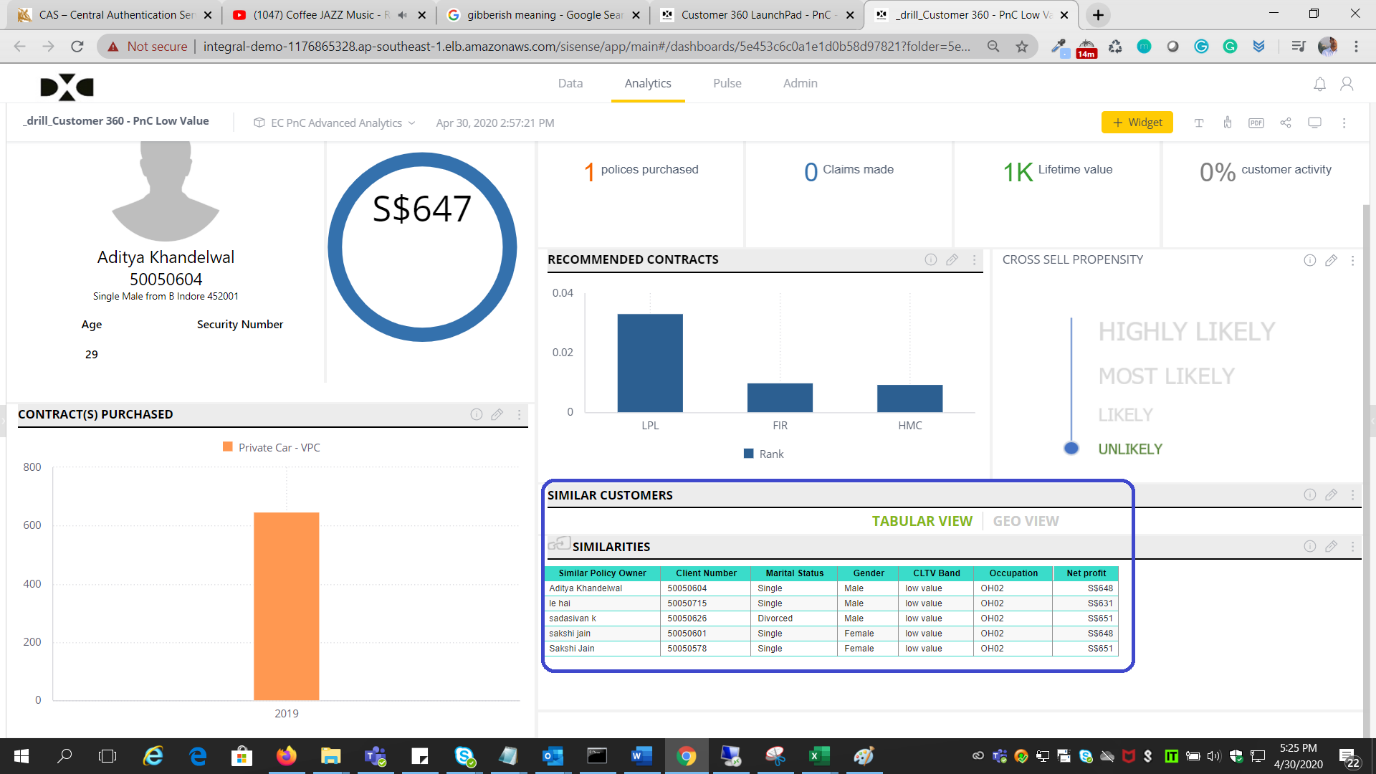 CAS – Central Authentication Ser
(1047) Coffee JAZZ Music - R
gibberish meaning - Google Sear
Customer 360 LaunchPad - PnC -
_drill_Customer 360 - PnC Low Va
Not secure | integral-demo-1176865328.ap-southeast-1.elb.amazonaws.com/sisense/app/main#/dashboards/5e453c6c0a1e1d0b58d97821?folder=5e...
14m
DXC
Data
Analytics
Pulse
Admin
_drill_Customer 360 - PnC Low Value
EC PnC Advanced Analytics
Apr 30, 2020 2:57:21 PM
+ Widget
T
PDF
Aditya Khandelwal
50050604
Single Male from B Indore 452001
Age Security Number
29
S$647
1 polices purchased
0 Claims made
1K Lifetime value
0% customer activity
RECOMMENDED CONTRACTS
0.04
0.02
0
LPL FIR HMC
Rank
CROSS SELL PROPENSITY
HIGHLY LIKELY
MOST LIKELY
LIKELY
UNLIKELY
CONTRACT(S) PURCHASED
Private Car - VPC
800
600
400
200
0
2019
SIMILAR CUSTOMERS
TABULAR VIEW GEO VIEW
SIMILARITIES
Similar Policy Owner Client Number Marital Status Gender CLTV Band Occupation Net profit
Aditya Khandelwal 50050604 Single Male low value OH02 S$648
le hai 50050715 Single Male low value OH02 S$631
sadasivan k 50050626 Divorced Male low value OH02 S$651
sakshi jain 50050601 Single Female low value OH02 S$648
Sakshi Jain 50050578 Single Female low value OH02 S$651
5:25 PM
4/30/2020
22